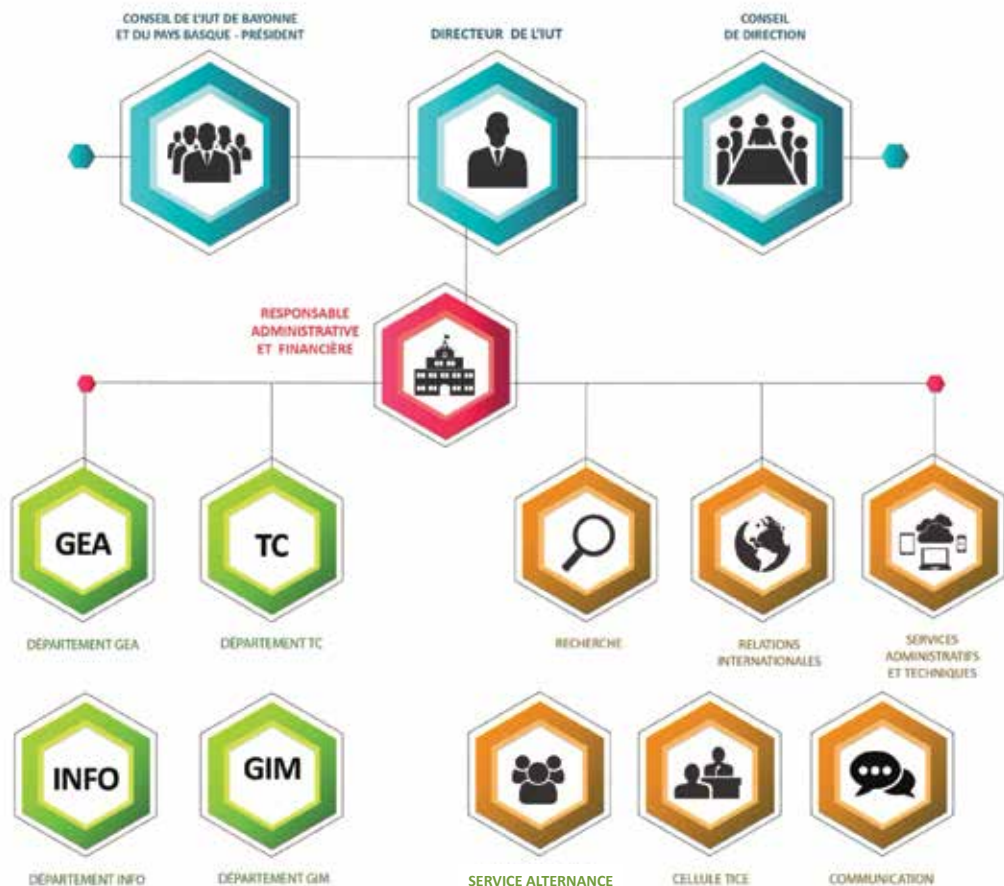 CONSEIL DE L'IUT DE BAYONNE
ET DU PAYS BASQUE - PRÉSIDENT
DIRECTEUR DE L'IUT
CONSEIL
DE DIRECTION
RESPONSABLE
ADMINISTRATIVE
ET FINANCIÈRE
GEA
TC
DÉPARTEMENT GEA
DÉPARTEMENT TC
RECHERCHE
RELATIONS
INTERNATIONALES
SERVICES
ADMINISTRATIFS
ET TECHNIQUES
INFO
GIM
DÉPARTEMENT INFO
DÉPARTEMENT GIM
SERVICE ALTERNANCE
CELLULE TICE
COMMUNICATION